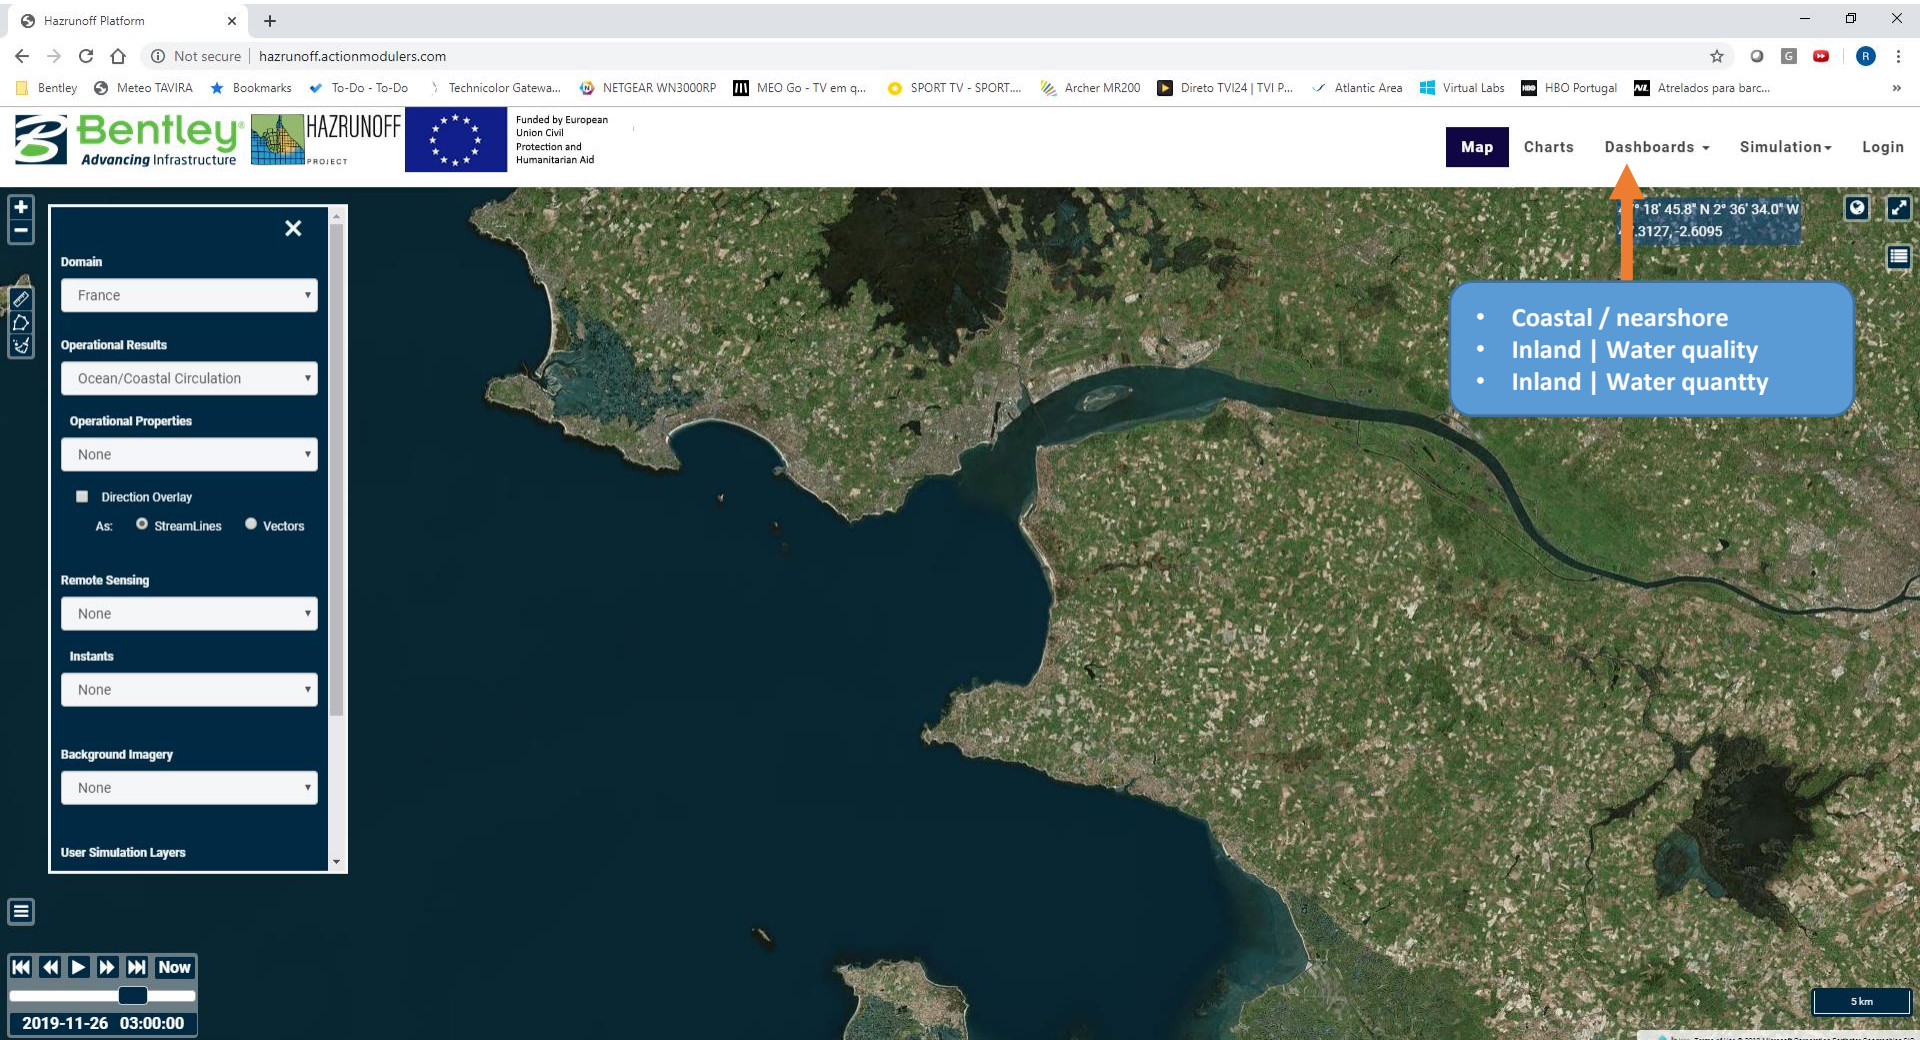 Hazrunoff Platform
Not secure | hazrunoff.actionmodulers.com
Bentley Meteo TAVIRA Bookmarks To-Do - To-Do Technicolor Gatewa... NETGEAR WN3000RP MEO Go - TV em q... SPORT TV - SPORT.... Archer MR200 Direto TVI24 | TVI P... Atlantic Area Virtual Labs HBO Portugal Atrelados para barc...
Bentley®
Advancing Infrastructure
HAZRUNOFF
PROJECT
Funded by European
Union Civil
Protection and
Humanitarian Aid
Map Charts Dashboards Simulation Login
18' 45.8" N 2° 36' 34.0" W
.3127, -2.6095
• Coastal / nearshore
• Inland | Water quality
• Inland | Water quantty
Domain
France
Operational Results
Ocean/Coastal Circulation
Operational Properties
None
Direction Overlay
As: StreamLines Vectors
Remote Sensing
None
Instants
None
Background Imagery
None
User Simulation Layers
Now
2019-11-26 03:00:00
5 km